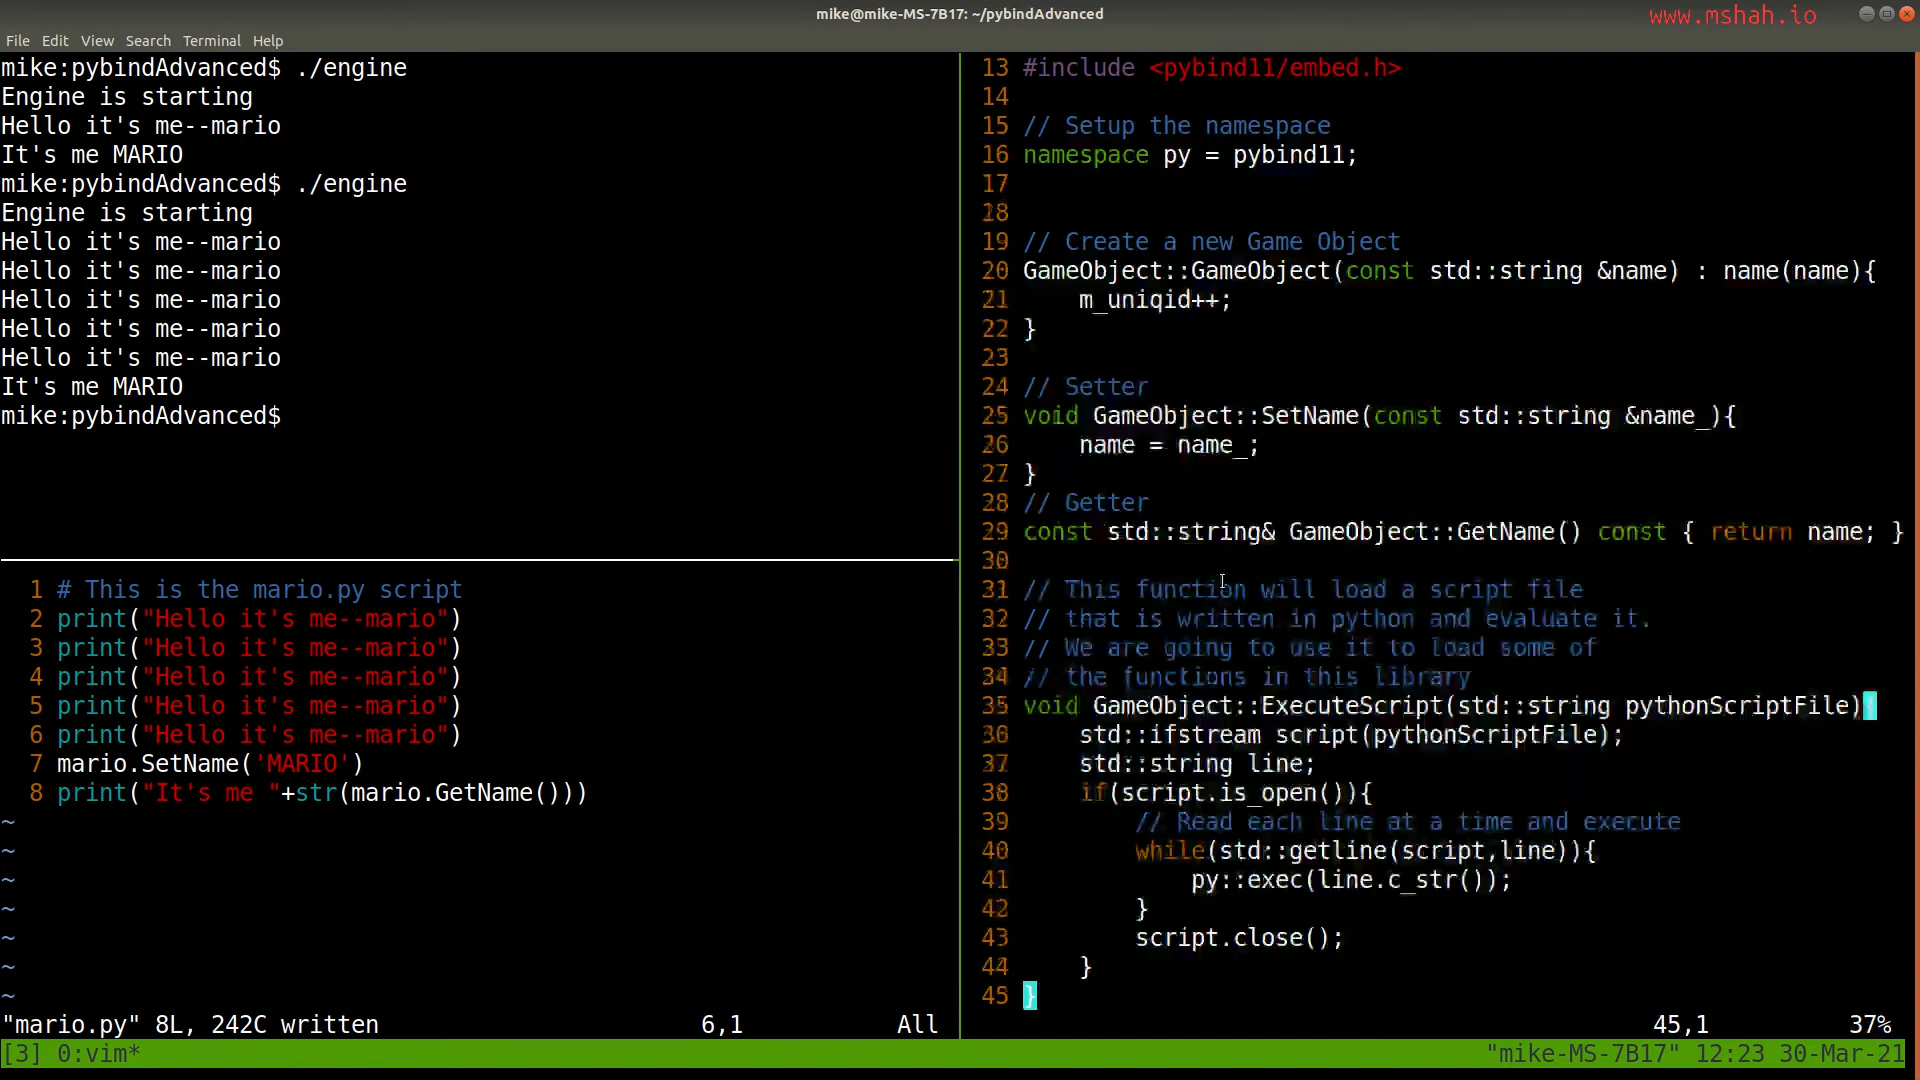 mike@mike-MS-7B17: ~/pybindAdvanced
www.mshah.io
File Edit View Search Terminal Help
mike:pybindAdvanced$ ./engine
Engine is starting
Hello it's me--mario
It's me MARIO
mike:pybindAdvanced$ ./engine
Engine is starting
Hello it's me--mario
Hello it's me--mario
Hello it's me--mario
Hello it's me--mario
Hello it's me--mario
It's me MARIO
mike:pybindAdvanced$
1 # This is the mario.py script
2 print("Hello it's me--mario")
3 print("Hello it's me--mario")
4 print("Hello it's me--mario")
5 print("Hello it's me--mario")
6 print("Hello it's me--mario")
7 mario.SetName('MARIO')
8 print("It's me "+str(mario.GetName()))
~
~
~
~
~
~
~
"mario.py" 8L, 242C written 6,1 All
13 #include <pybind11/embed.h>
14
15 // Setup the namespace
16 namespace py = pybind11;
17
18
19 // Create a new Game Object
20 GameObject::GameObject(const std::string &name) : name(name){
21     m_uniqid++;
22 }
23
24 // Setter
25 void GameObject::SetName(const std::string &name_){
26     name = name_;
27 }
28 // Getter
29 const std::string& GameObject::GetName() const { return name; }
30
31 // This function will load a script file
32 // that is written in python and evaluate it.
33 // We are going to use it to load some of
34 // the functions in this library
35 void GameObject::ExecuteScript(std::string pythonScriptFile){
36     std::ifstream script(pythonScriptFile);
37     std::string line;
38     if(script.is_open()){
39         // Read each line at a time and execute
40         while(std::getline(script,line)){
41             py::exec(line.c_str());
42         }
43         script.close();
44     }
45 }
45,1 37%
[3] 0:vim* "mike-MS-7B17" 12:23 30-Mar-21